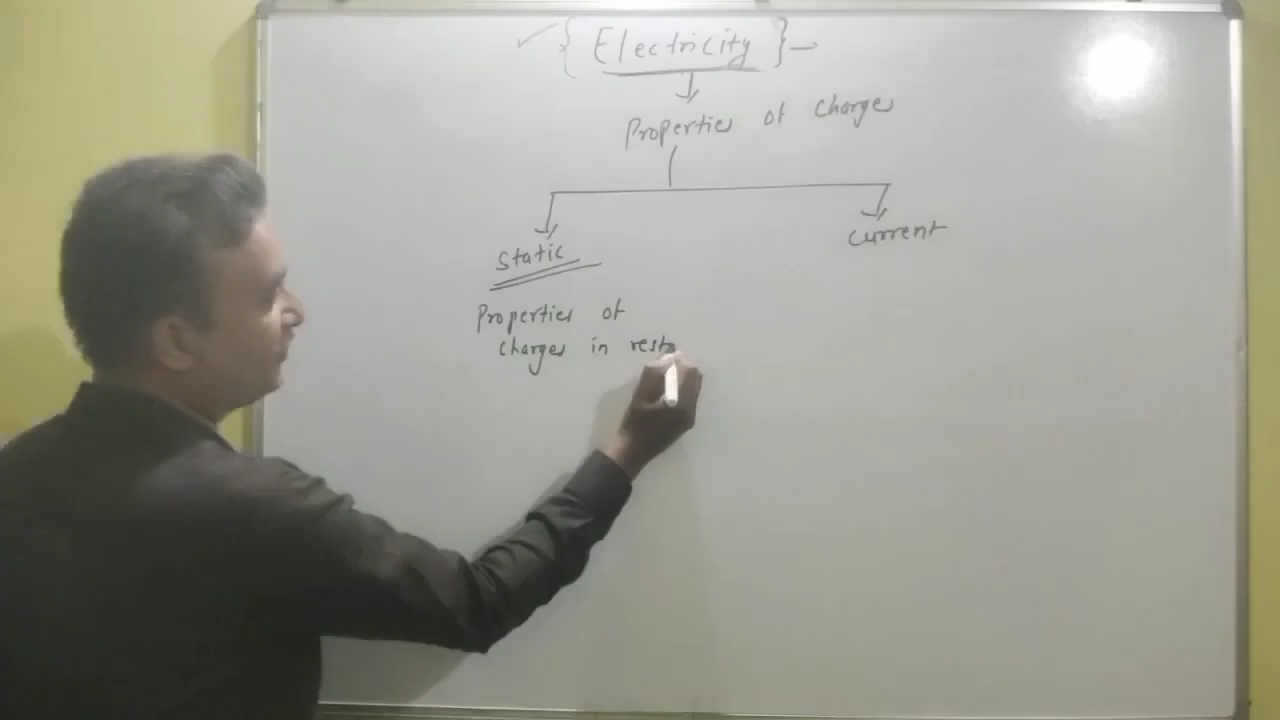 { Electricity }
Properties of charges
static
current
Properties of
charges in rest